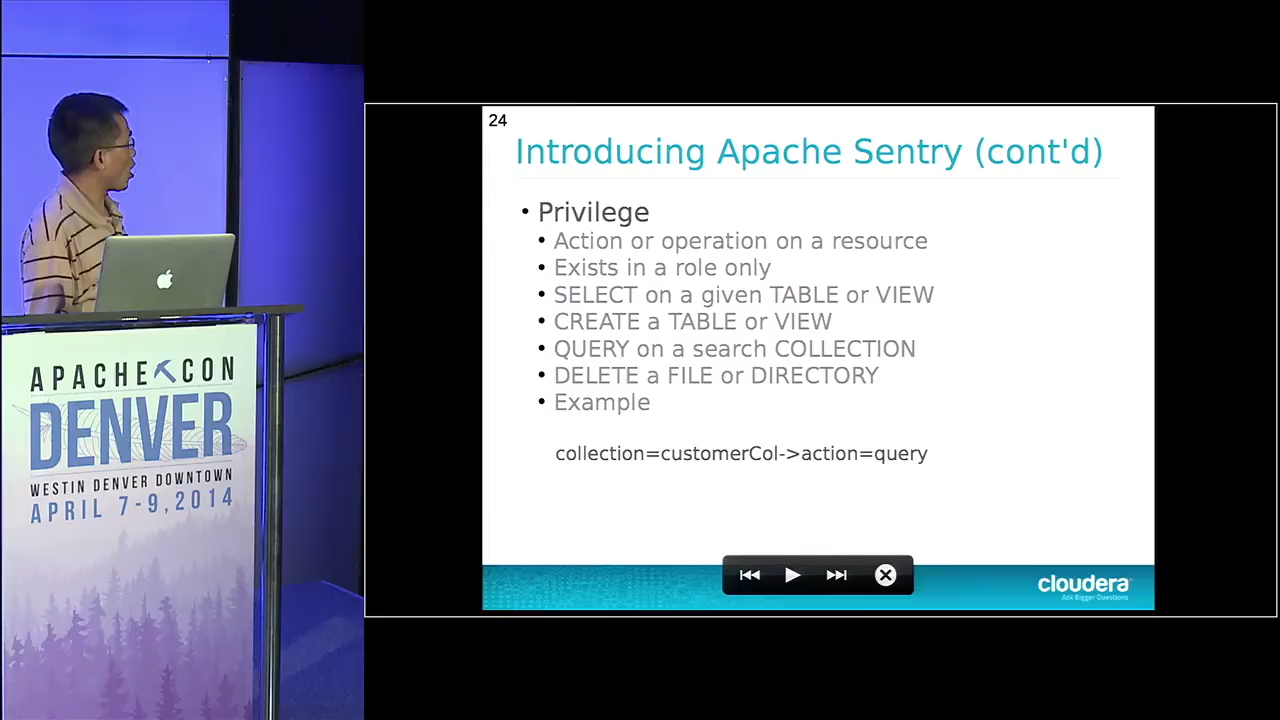 APACHE CON
DENVER
WESTIN DENVER DOWNTOWN
APRIL 7-9, 2014
24
Introducing Apache Sentry (cont'd)
• Privilege
• Action or operation on a resource
• Exists in a role only
• SELECT on a given TABLE or VIEW
• CREATE a TABLE or VIEW
• QUERY on a search COLLECTION
• DELETE a FILE or DIRECTORY
• Example
collection=customerCol->action=query
cloudera
Ask Bigger Questions